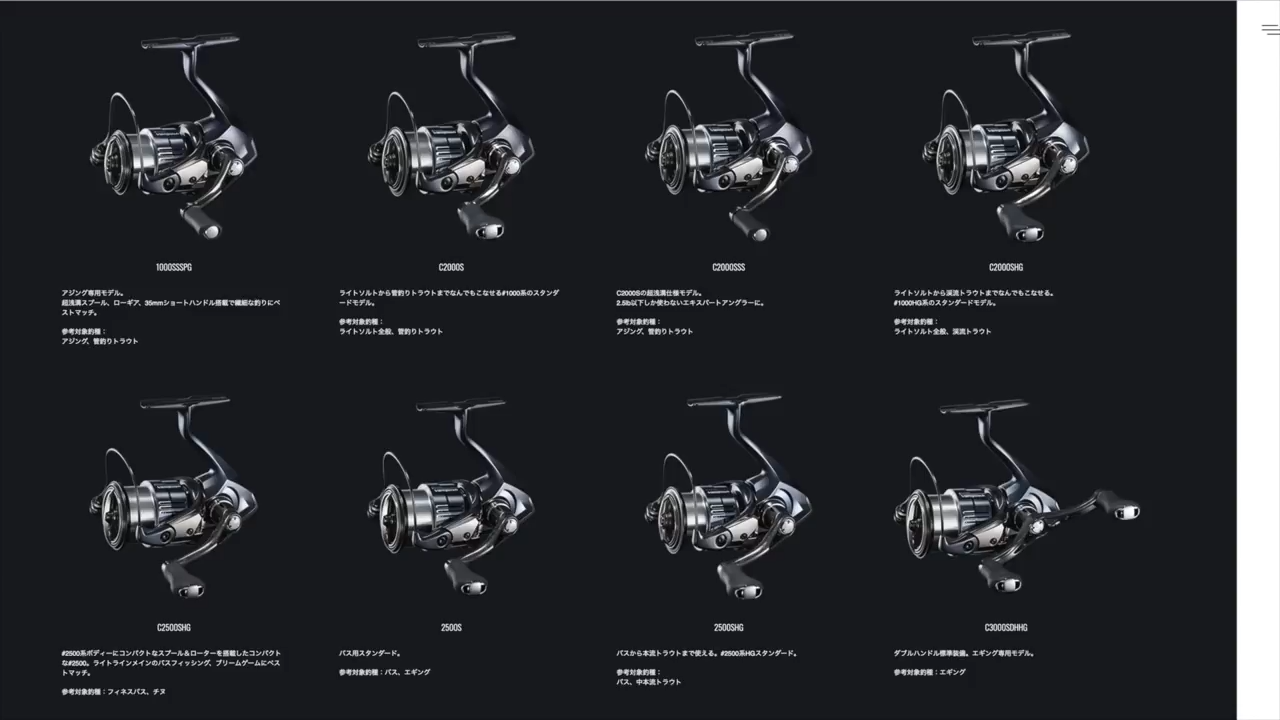 1000SSSPG
アジング専用モデル。
超浅溝スプール、ローギア、35mmショートハンドル搭載で繊細な釣りにベ
ストマッチ。
参考対象釣種：
アジング、管釣りトラウト
C2000S
ライトソルトから管釣りトラウトまでなんでもこなせる#1000系のスタンダ
ードモデル。
参考対象釣種：
ライトソルト全般、管釣りトラウト
C2000SSS
C2000Sの超浅溝仕様モデル。
2.5lb以下しか使わないエキスパートアングラーに。
参考対象釣種：
アジング、管釣りトラウト
C2000SHG
ライトソルトから渓流トラウトまでなんでもこなせる。
#1000HG系のスタンダードモデル。
参考対象釣種：
ライトソルト全般、渓流トラウト
C2500SHG
#2500系ボディーにコンパクトなスプール＆ローターを搭載したコンパクト
な#2500。ライトラインメインのバスフィッシング、ブリームゲームにベス
トマッチ。
参考対象釣種：フィネスバス、チヌ
2500S
バス用スタンダード。
参考対象釣種：バス、エギング
2500SHG
バスから本流トラウトまで使える。#2500系HGスタンダード。
参考対象釣種：
バス、中本流トラウト
C3000SDHHG
ダブルハンドル標準装備。エギング専用モデル。
参考対象釣種：エギング